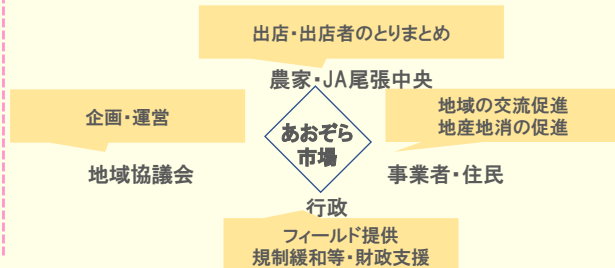 出店・出店者のとりまとめ
農家・JA尾張中央
企画・運営
地域協議会
あおぞら
市場
地域の交流促進
地産地消の促進
事業者・住民
行政
フィールド提供
規制緩和等・財政支援